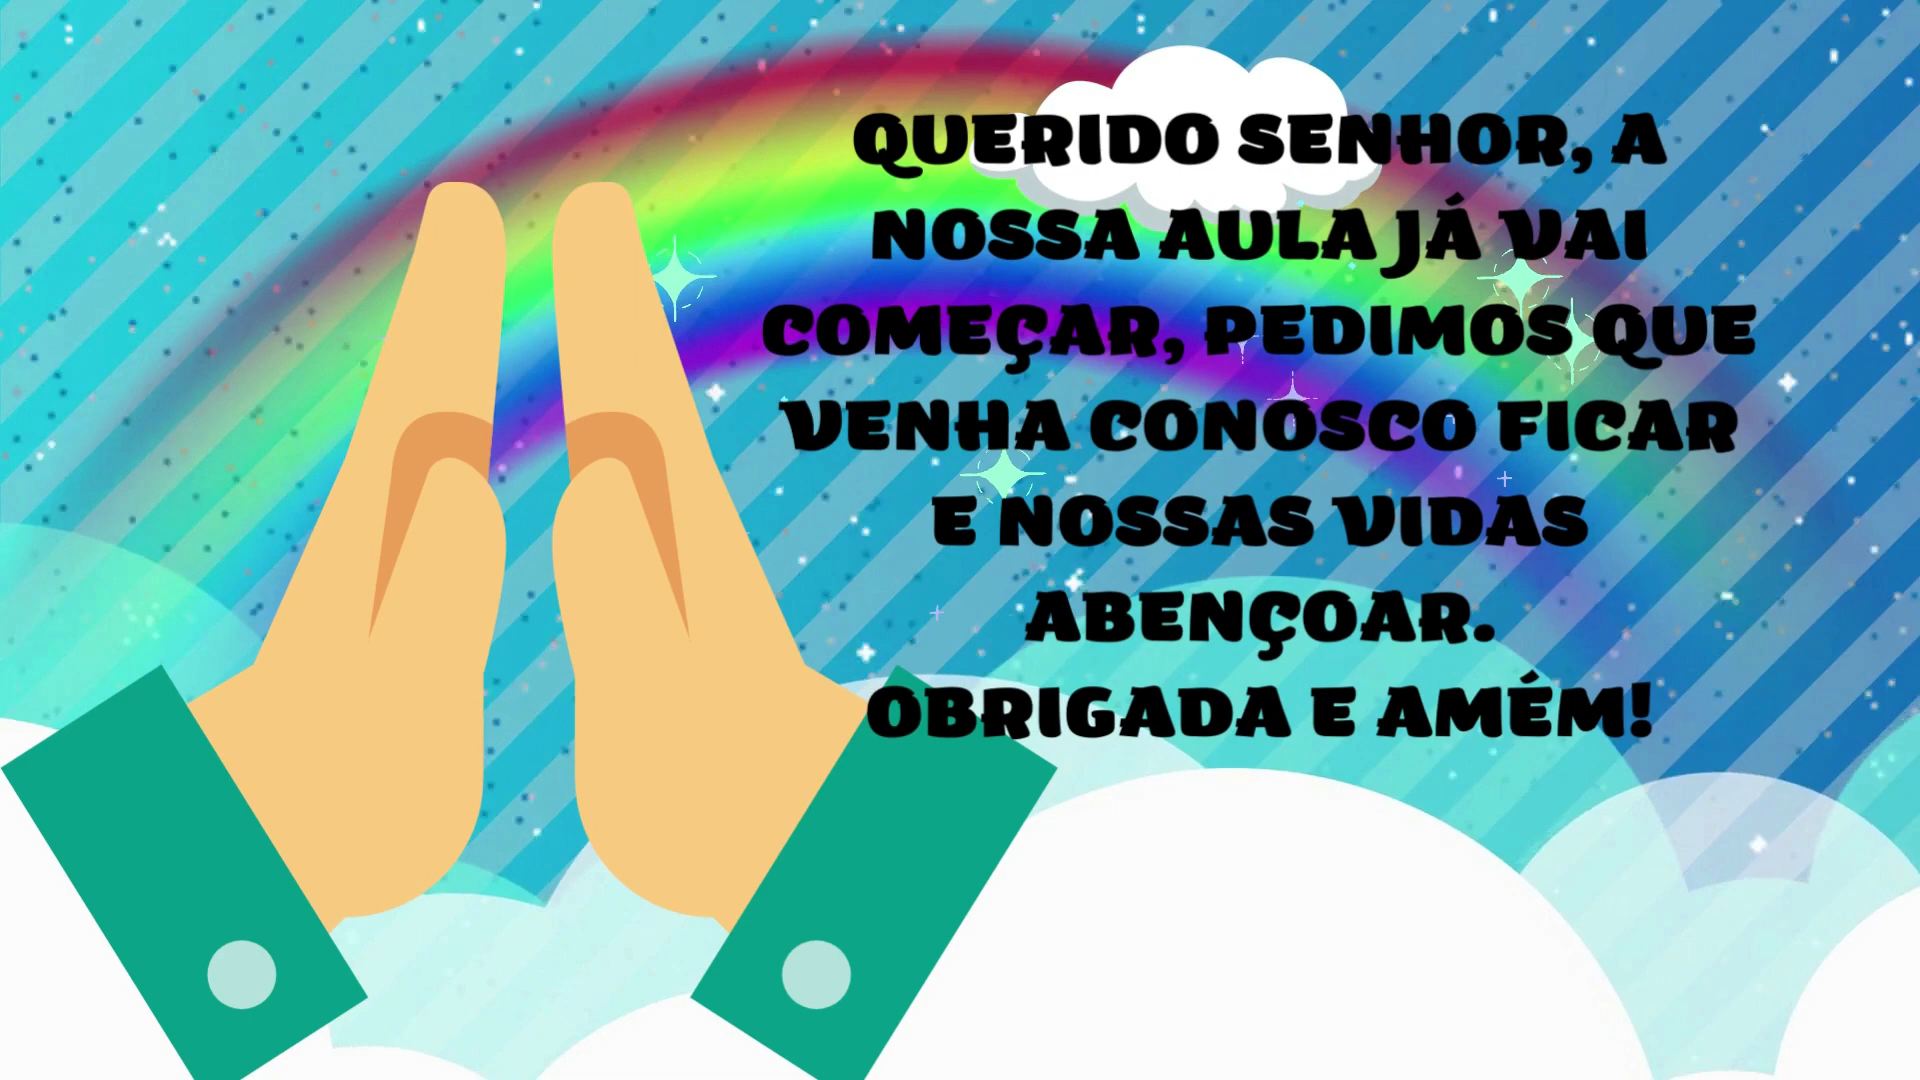 QUERIDO SENHOR, A
NOSSA AULA JÁ VAI
COMEÇAR, PEDIMOS QUE
VENHA CONOSCO FICAR
E NOSSAS VIDAS
ABENÇOAR.
OBRIGADA E AMÉM!